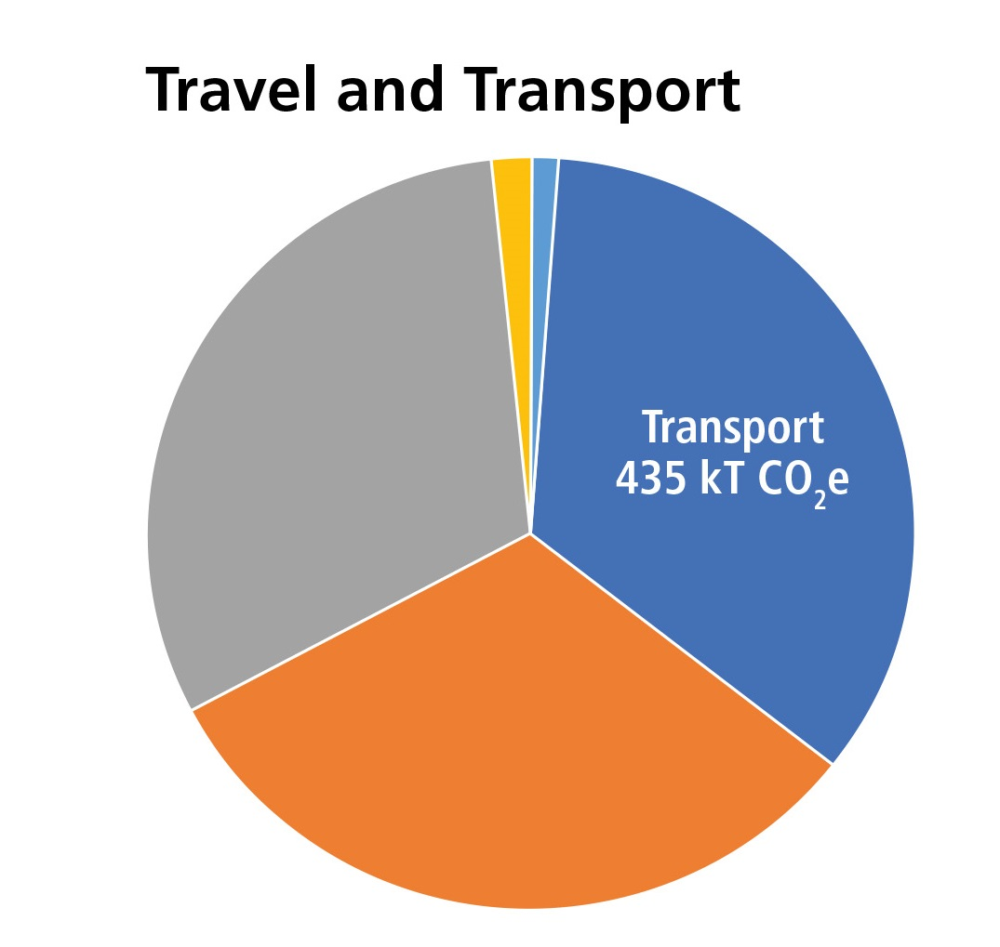 Travel and Transport
Transport
435 kT CO₂e